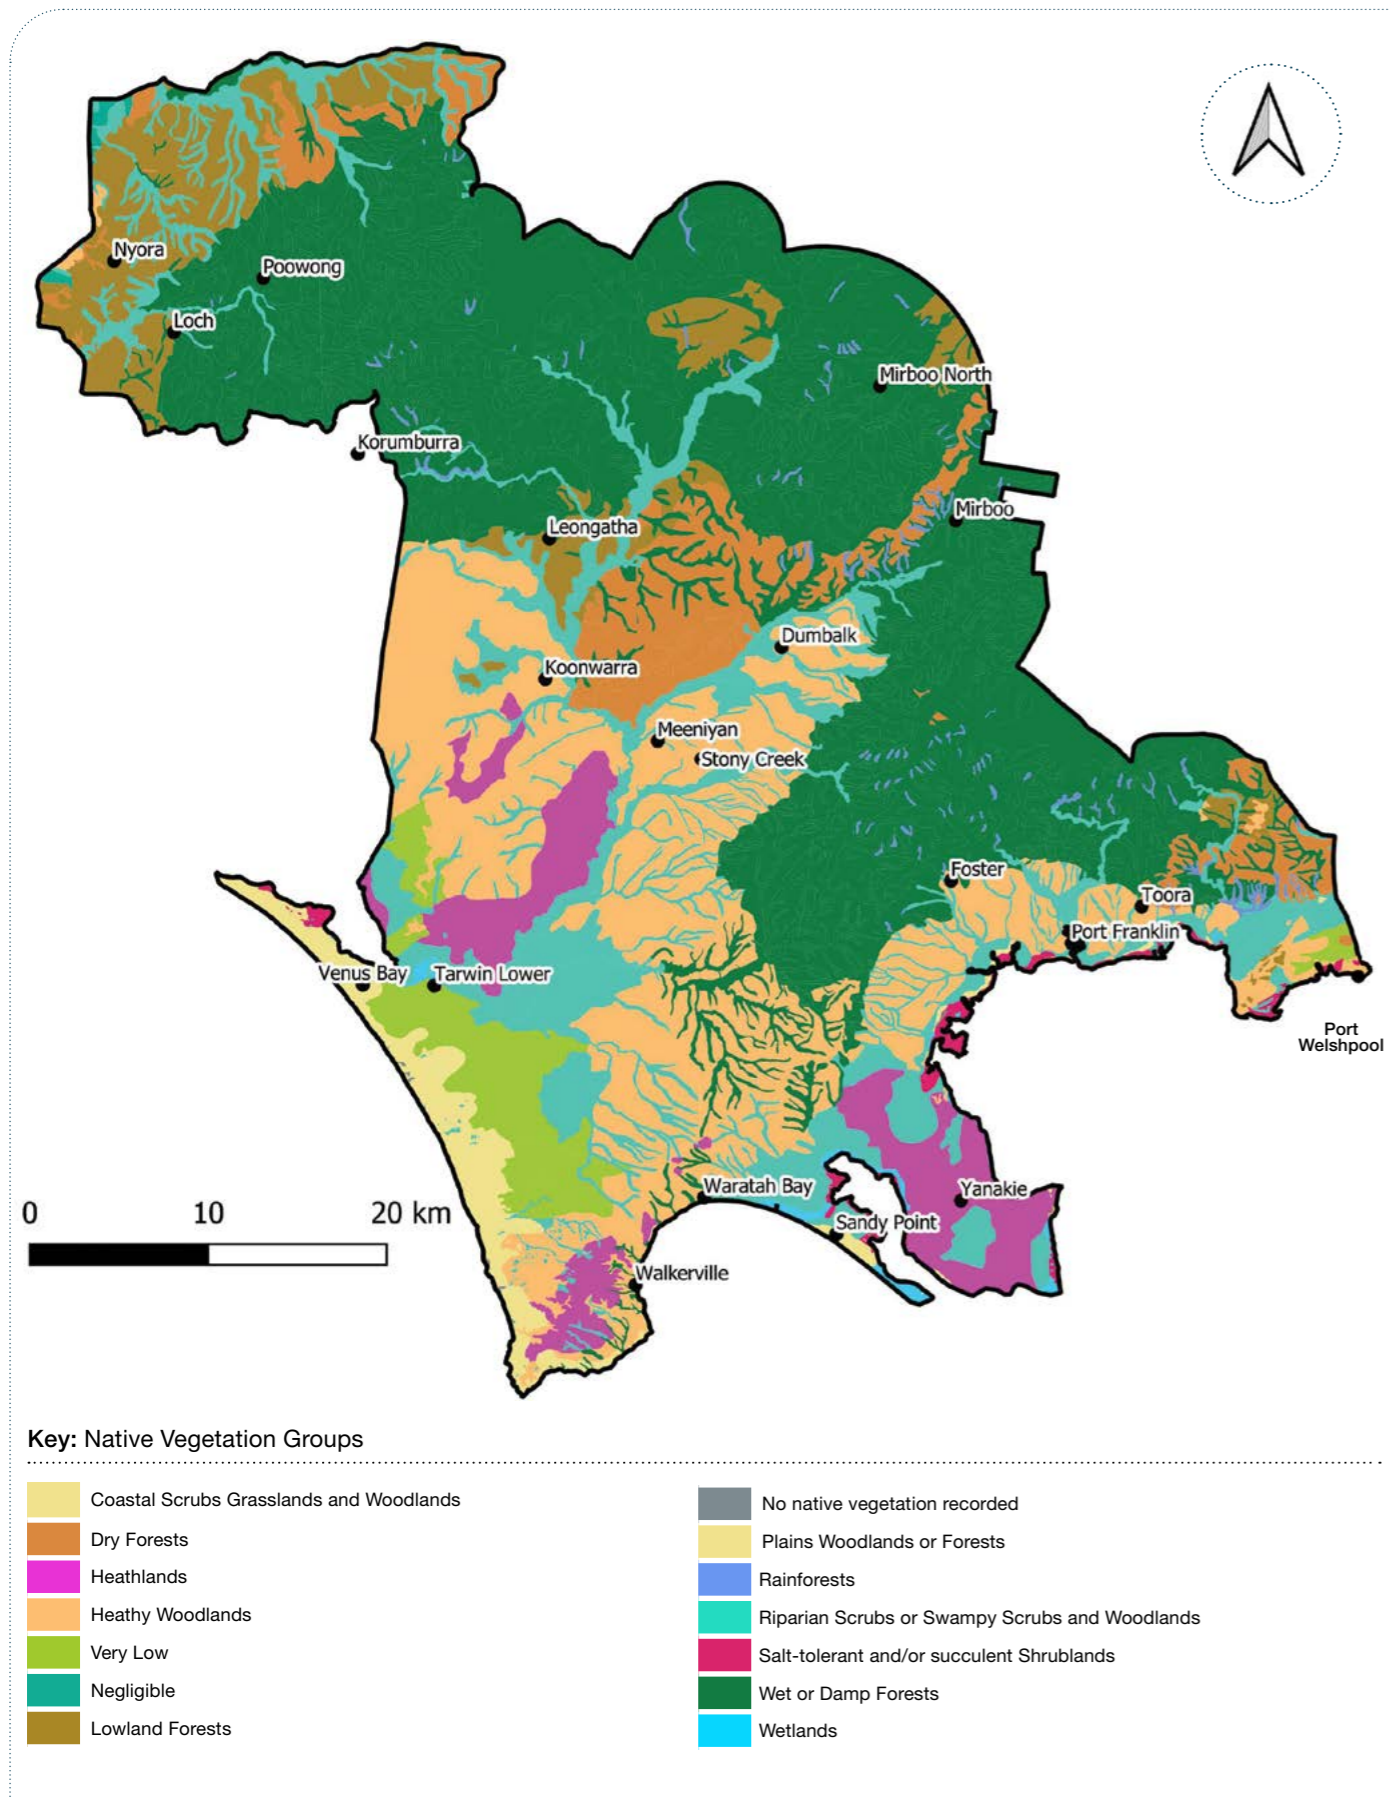 Nyora
Poowong
Loch
Mirboo North
Korumburra
Mirboo
Leongatha
Dumbalk
Koonwarra
Meeniyan
Stony Creek
Foster
Toora
Port Franklin
Venus Bay
Tarwin Lower
Port
Welshpool
Waratah Bay
Yanakie
0 10 20 km
Sandy Point
Walkerville
Key: Native Vegetation Groups
Coastal Scrubs Grasslands and Woodlands
Dry Forests
Heathlands
Heathy Woodlands
Very Low
Negligible
Lowland Forests
No native vegetation recorded
Plains Woodlands or Forests
Rainforests
Riparian Scrubs or Swampy Scrubs and Woodlands
Salt-tolerant and/or succulent Shrublands
Wet or Damp Forests
Wetlands